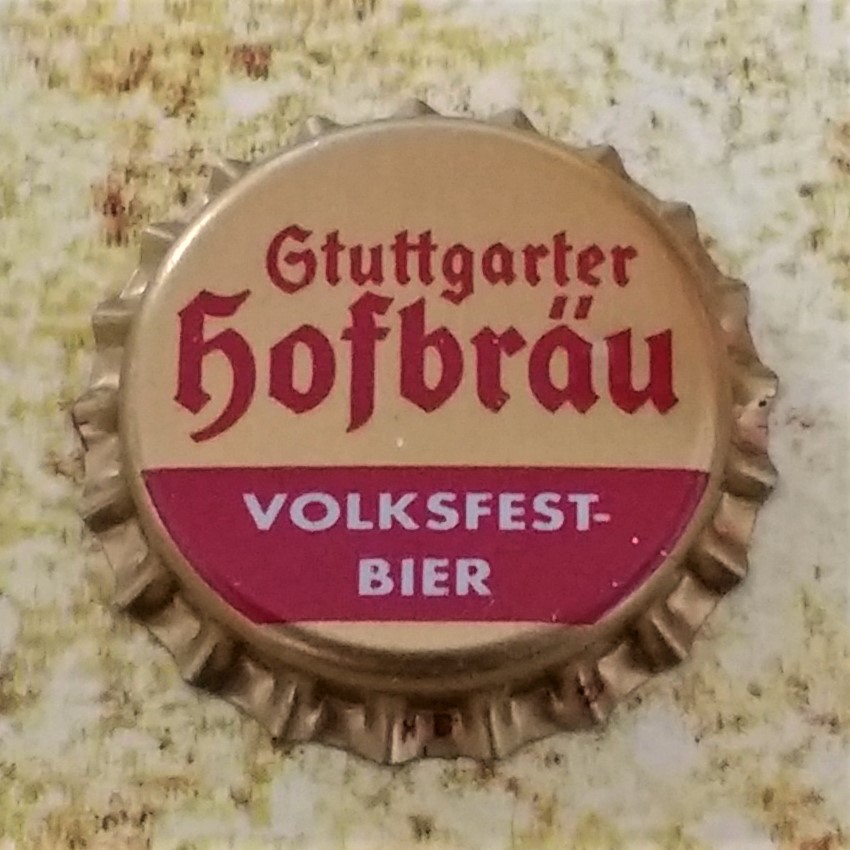 Stuttgarter
Hofbräu
VOLKSFEST-
BIER